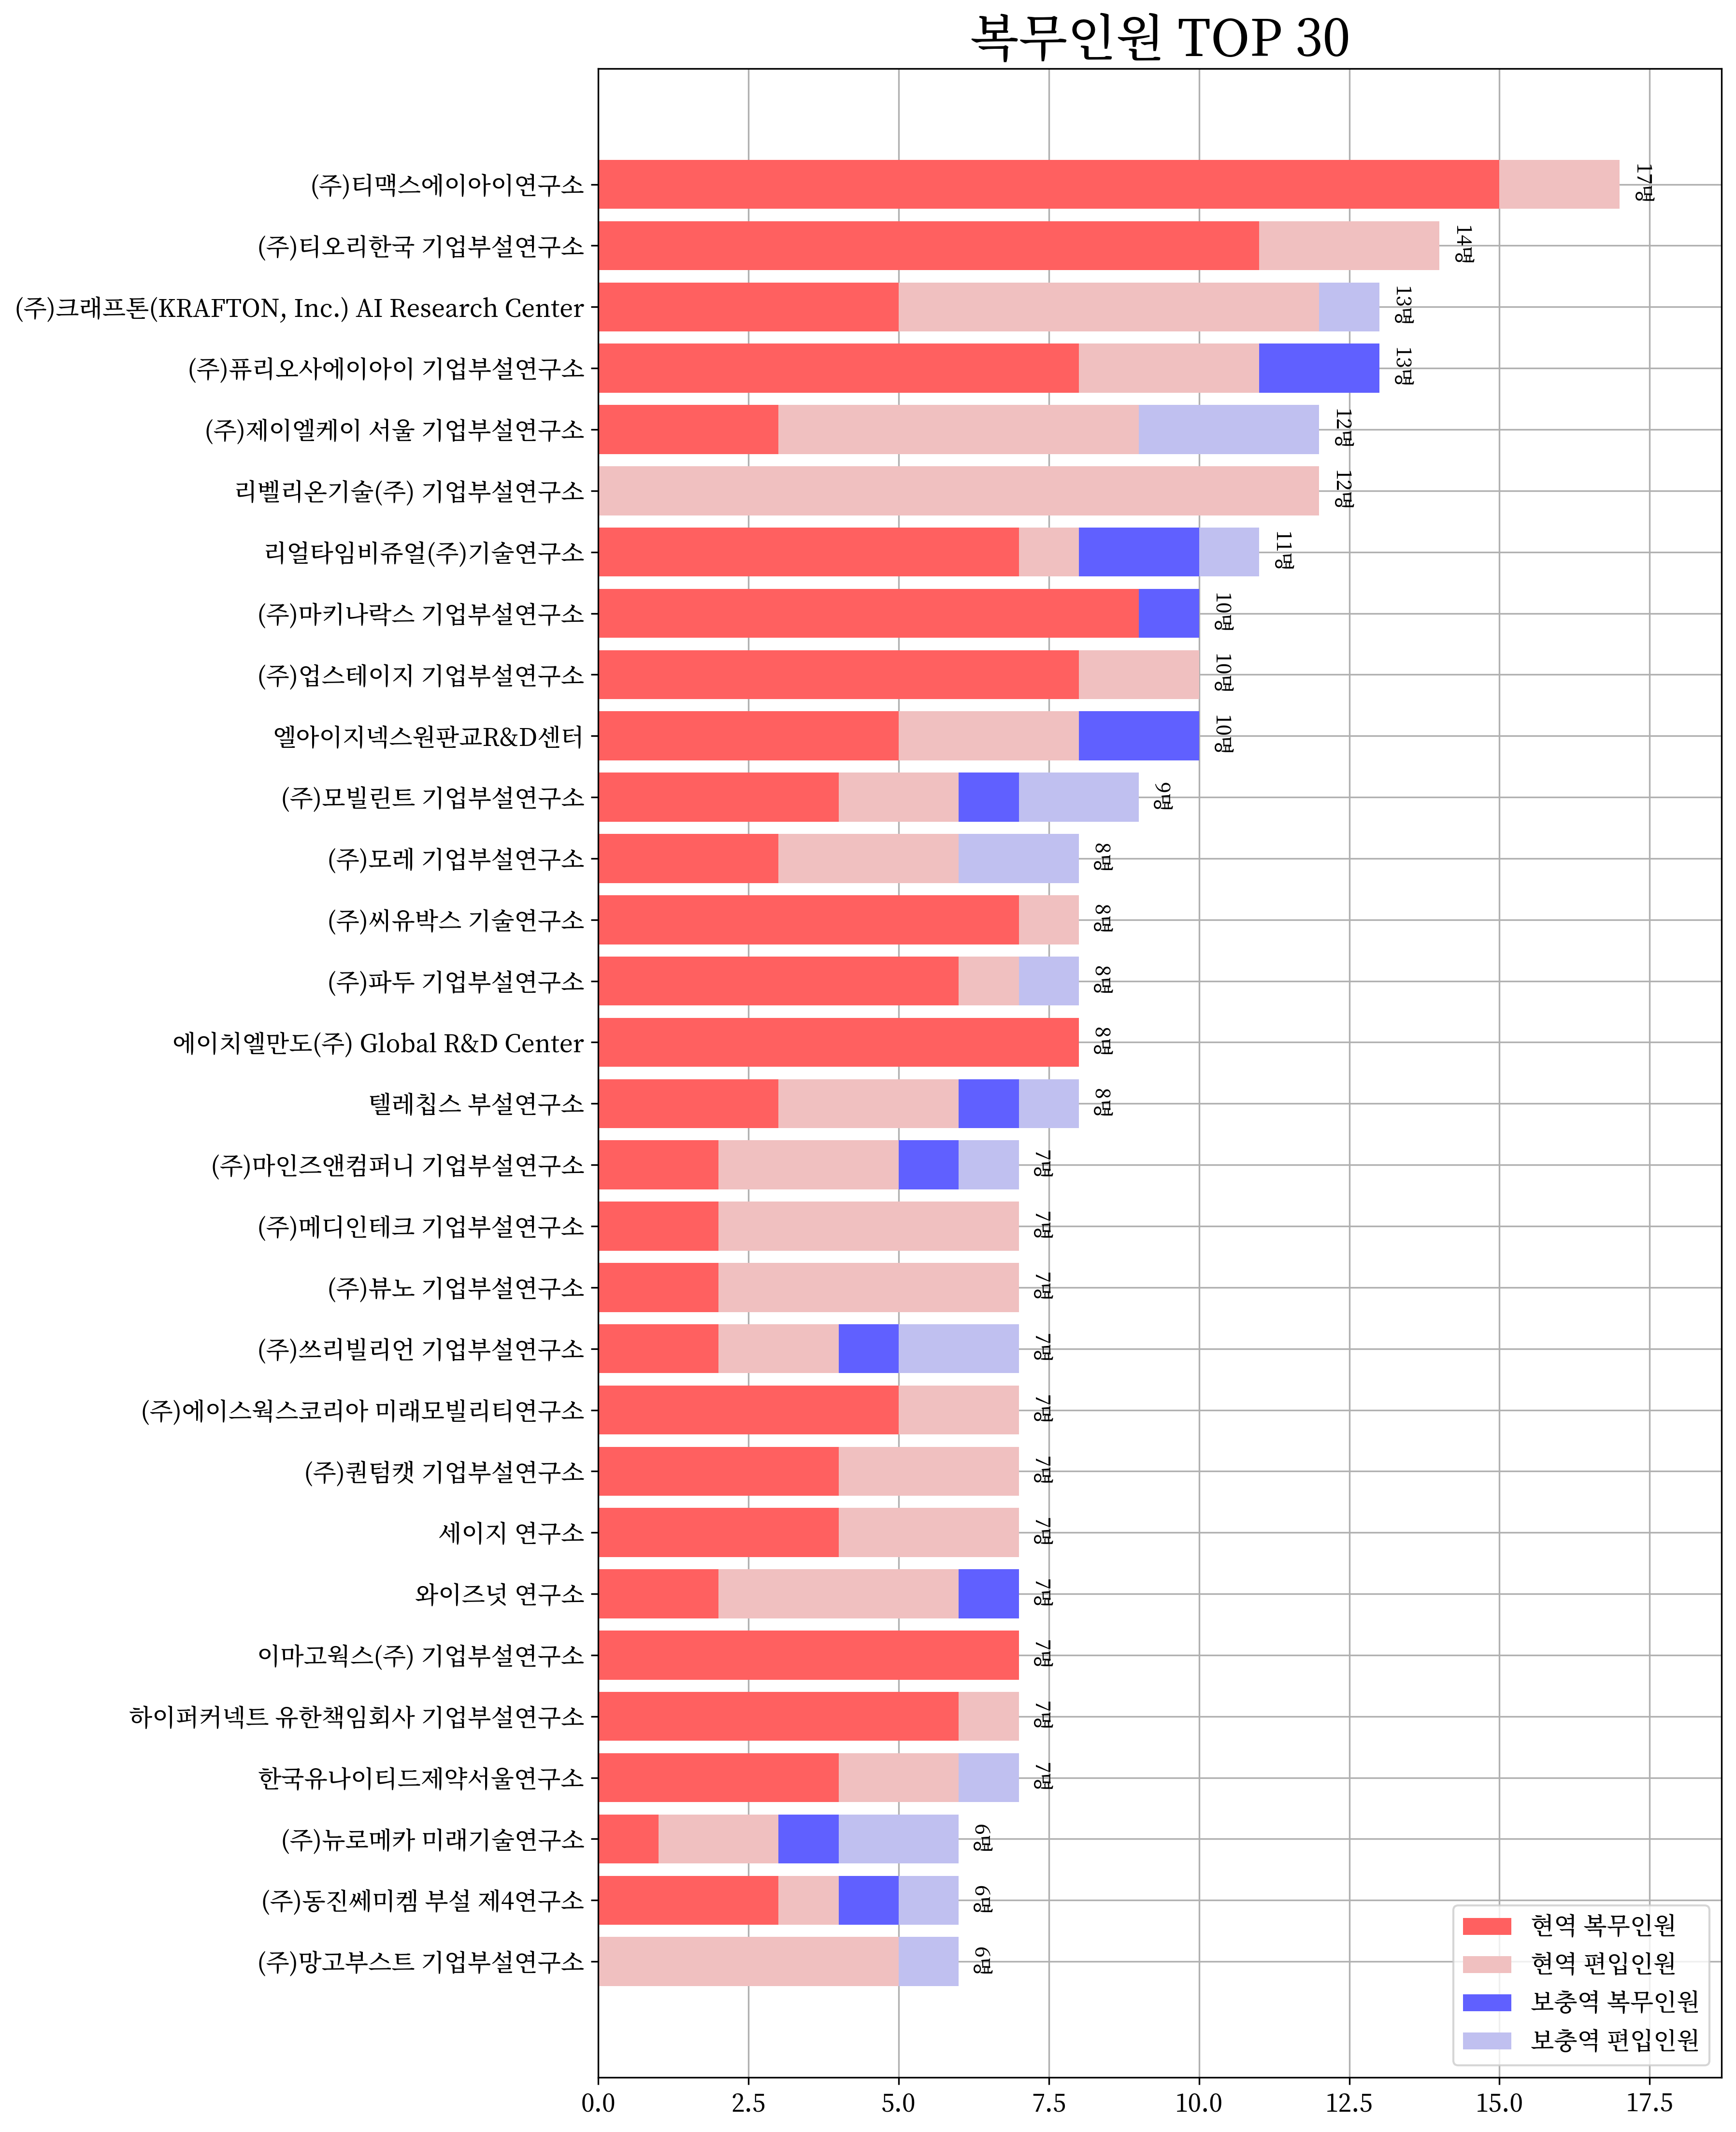 복무인원 TOP 30
(주)티맥스에이아이연구소
17명
(주)티오리한국 기업부설연구소
14명
(주)크래프톤(KRAFTON, Inc.) AI Research Center
13명
(주)퓨리오사에이아이 기업부설연구소
13명
(주)제이엘케이 서울 기업부설연구소
12명
리벨리온기술(주) 기업부설연구소
12명
리얼타임비쥬얼(주)기술연구소
11명
(주)마키나락스 기업부설연구소
10명
(주)업스테이지 기업부설연구소
10명
엘아이지넥스원판교R&D센터
10명
(주)모빌린트 기업부설연구소
9명
(주)모레 기업부설연구소
8명
(주)씨유박스 기술연구소
8명
(주)파두 기업부설연구소
8명
에이치엘만도(주) Global R&D Center
8명
텔레칩스 부설연구소
8명
(주)마인즈앤컴퍼니 기업부설연구소
7명
(주)메디인테크 기업부설연구소
7명
(주)뷰노 기업부설연구소
7명
(주)쓰리빌리언 기업부설연구소
7명
(주)에이스웍스코리아 미래모빌리티연구소
7명
(주)퀀텀캣 기업부설연구소
7명
세이지 연구소
7명
와이즈넛 연구소
7명
이마고웍스(주) 기업부설연구소
7명
하이퍼커넥트 유한책임회사 기업부설연구소
7명
한국유나이티드제약서울연구소
7명
(주)뉴로메카 미래기술연구소
6명
(주)동진쎄미켐 부설 제4연구소
6명
(주)망고부스트 기업부설연구소
6명
현역 복무인원
현역 편입인원
보충역 복무인원
보충역 편입인원
0.0 2.5 5.0 7.5 10.0 12.5 15.0 17.5